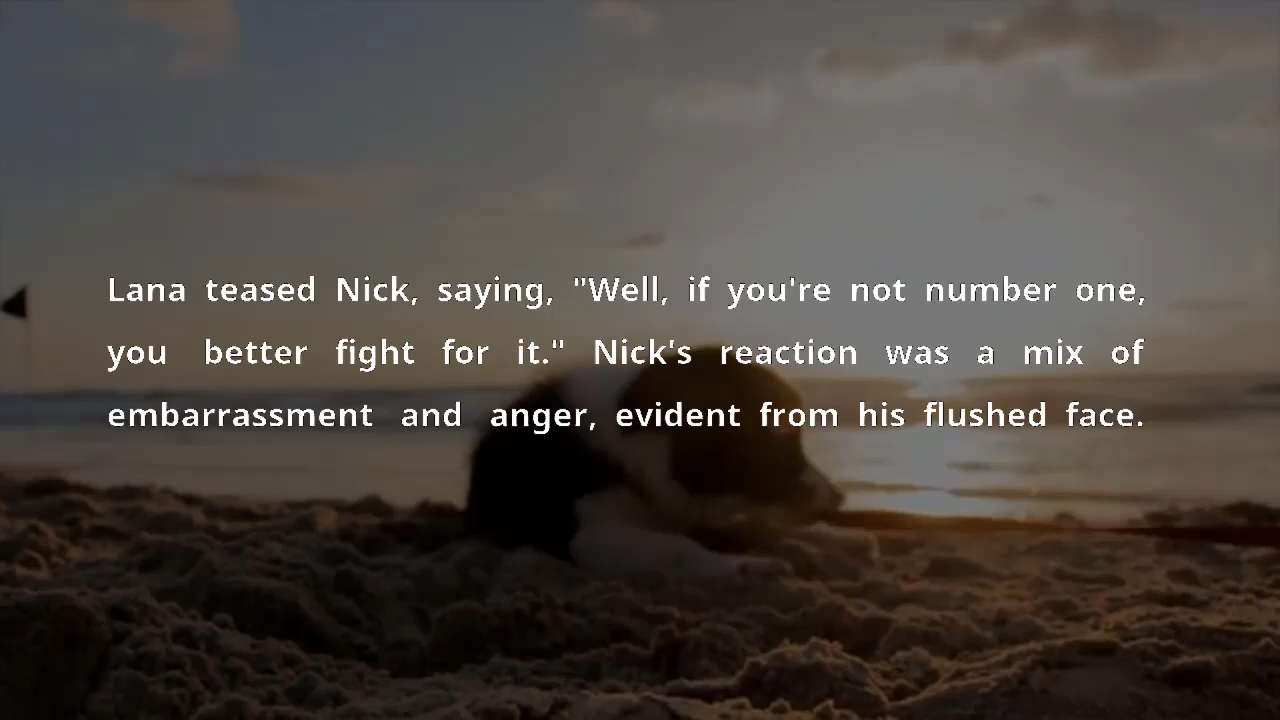 Lana teased Nick, saying, "Well, if you're not number one,
you better fight for it." Nick's reaction was a mix of
embarrassment and anger, evident from his flushed face.